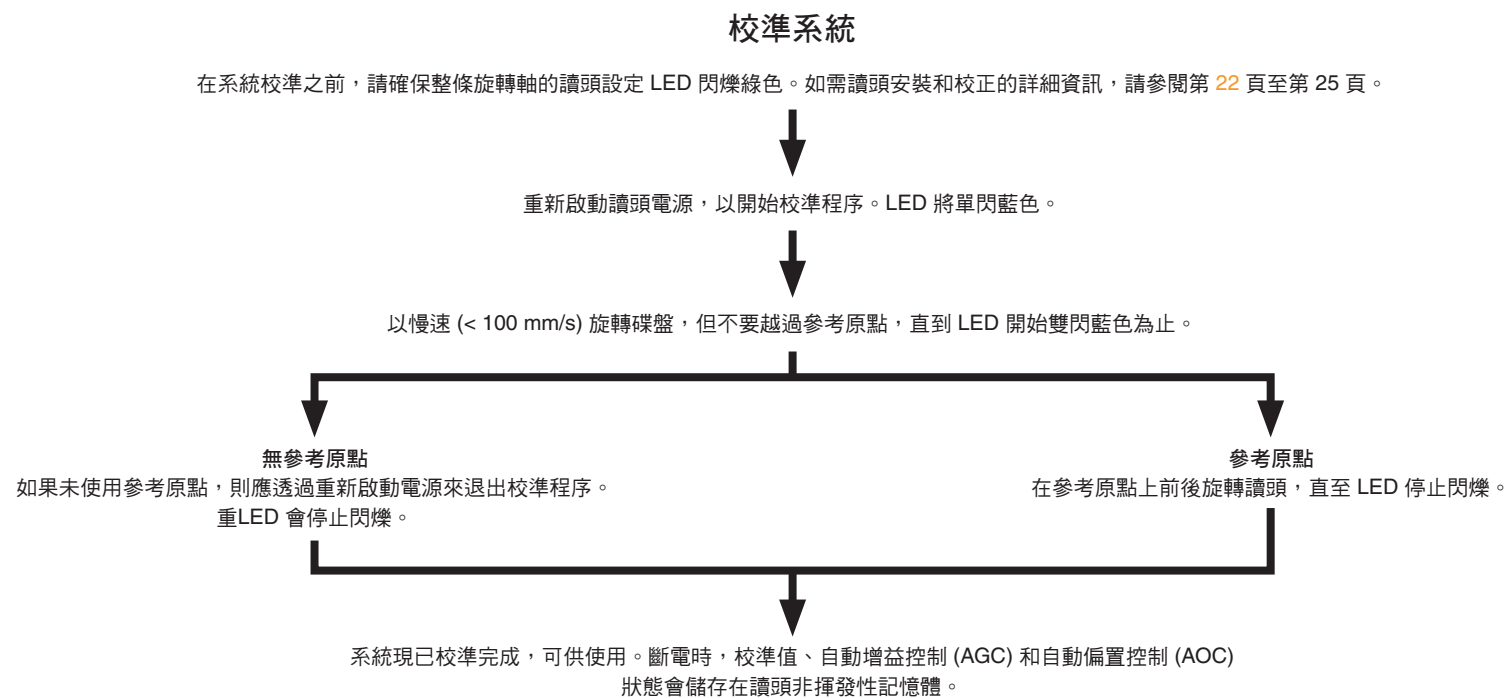 校準系統
在系統校準之前，請確保整條旋轉軸的讀頭設定 LED 閃爍綠色。如需讀頭安裝和校正的詳細資訊，請參閱第 22 頁至第 25 頁。
重新啟動讀頭電源，以開始校準程序。LED 將單閃藍色。
以慢速 (< 100 mm/s) 旋轉碟盤，但不要越過參考原點，直到 LED 開始雙閃藍色為止。
無參考原點
如果未使用參考原點，則應透過重新啟動電源來退出校準程序。
重LED 會停止閃爍。
參考原點
在參考原點上前後旋轉讀頭，直至 LED 停止閃爍。
系統現已校準完成，可供使用。斷電時，校準值、自動增益控制 (AGC) 和自動偏置控制 (AOC)
狀態會儲存在讀頭非揮發性記憶體。